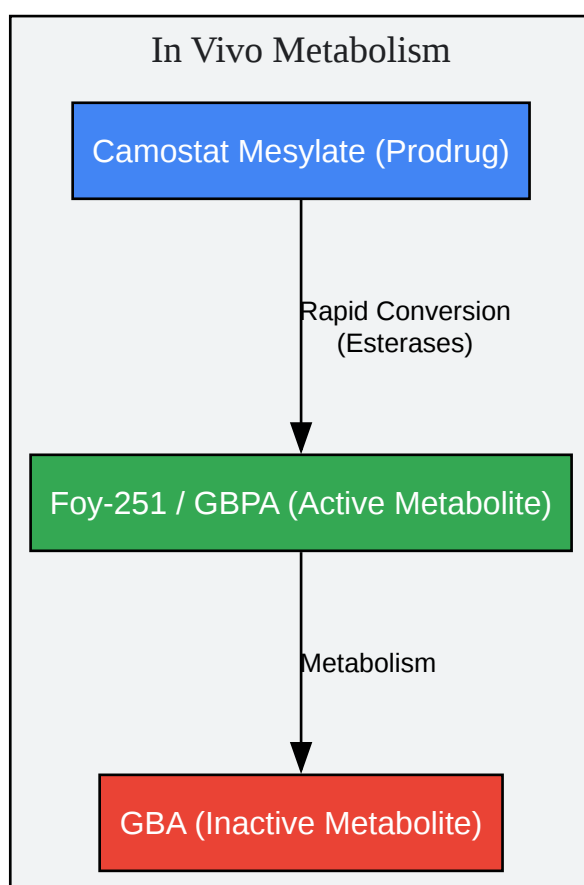 In Vivo Metabolism
Camostat Mesylate (Prodrug)
Rapid Conversion
(Esterases)
Foy-251 / GBPA (Active Metabolite)
Metabolism
GBA (Inactive Metabolite)